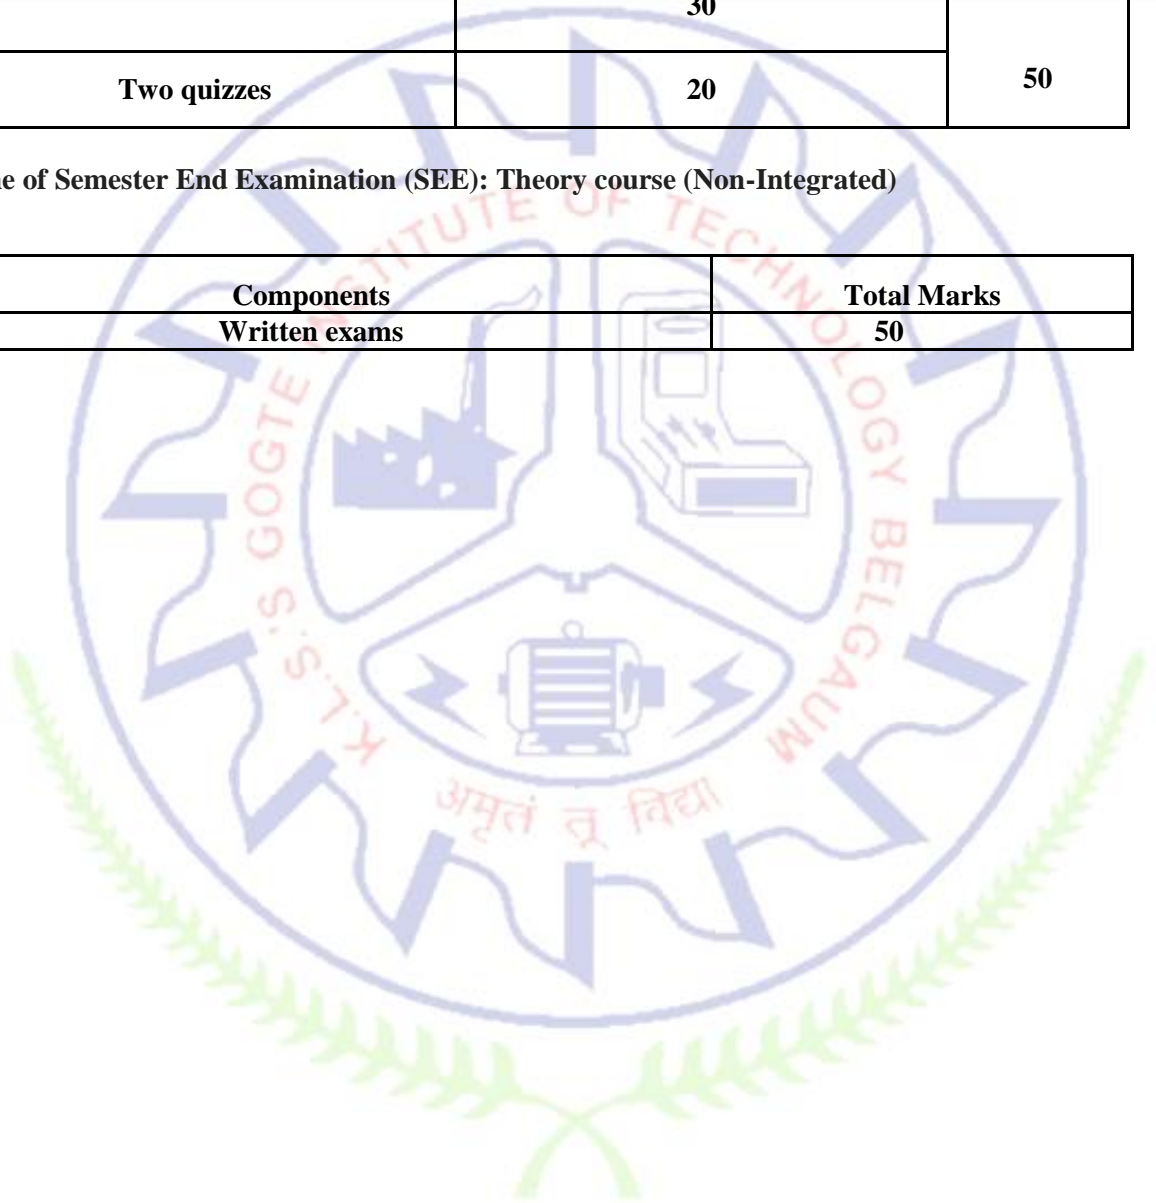 30
Two quizzes 20 50
e of Semester End Examination (SEE): Theory course (Non-Integrated)
Components Total Marks
Written exams 50
K.L.S'S GOGTE INSTITUTE OF TECHNOLOGY BELGAUM
अमृतं तू विद्या